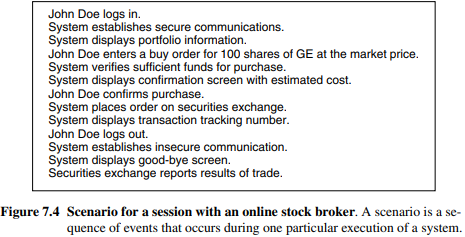 John Doe logs in.
System establishes secure communications.
System displays portfolio information.
John Doe enters a buy order for 100 shares of GE at the market price.
System verifies sufficient funds for purchase.
System displays confirmation screen with estimated cost.
John Doe confirms purchase.
System places order on securities exchange.
System displays transaction tracking number.
John Doe logs out.
System establishes insecure communication.
System displays good-bye screen.
Securities exchange reports results of trade.
Figure 7.4 Scenario for a session with an online stock broker. A scenario is a se-
quence of events that occurs during one particular execution of a system.